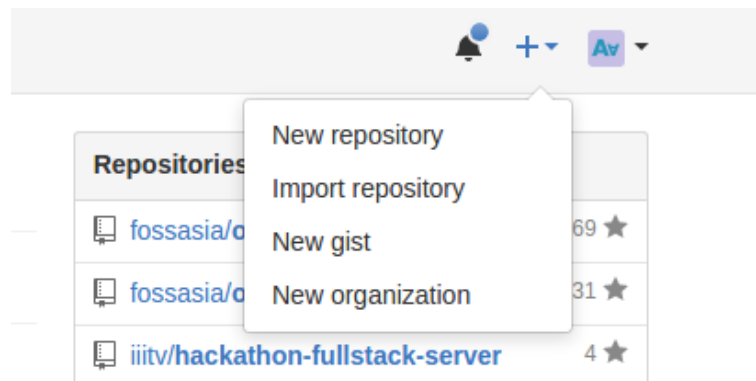 A∀
New repository
Repositories
Import repository
fossasia/o
69
New gist
fossasia/o
31
New organization
iiitv/hackathon-fullstack-server 4